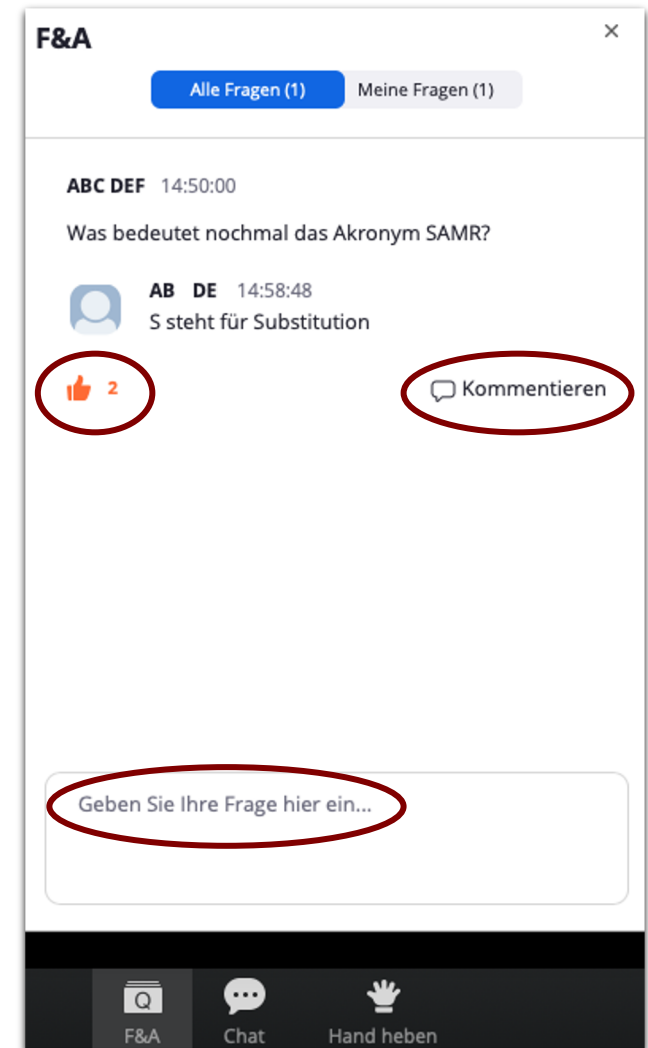 F&A
×
Alle Fragen (1) Meine Fragen (1)
ABC DEF 14:50:00
Was bedeutet nochmal das Akronym SAMR?
AB DE 14:58:48
S steht für Substitution
2 Kommentieren
Geben Sie Ihre Frage hier ein...
Q
F&A Chat Hand heben